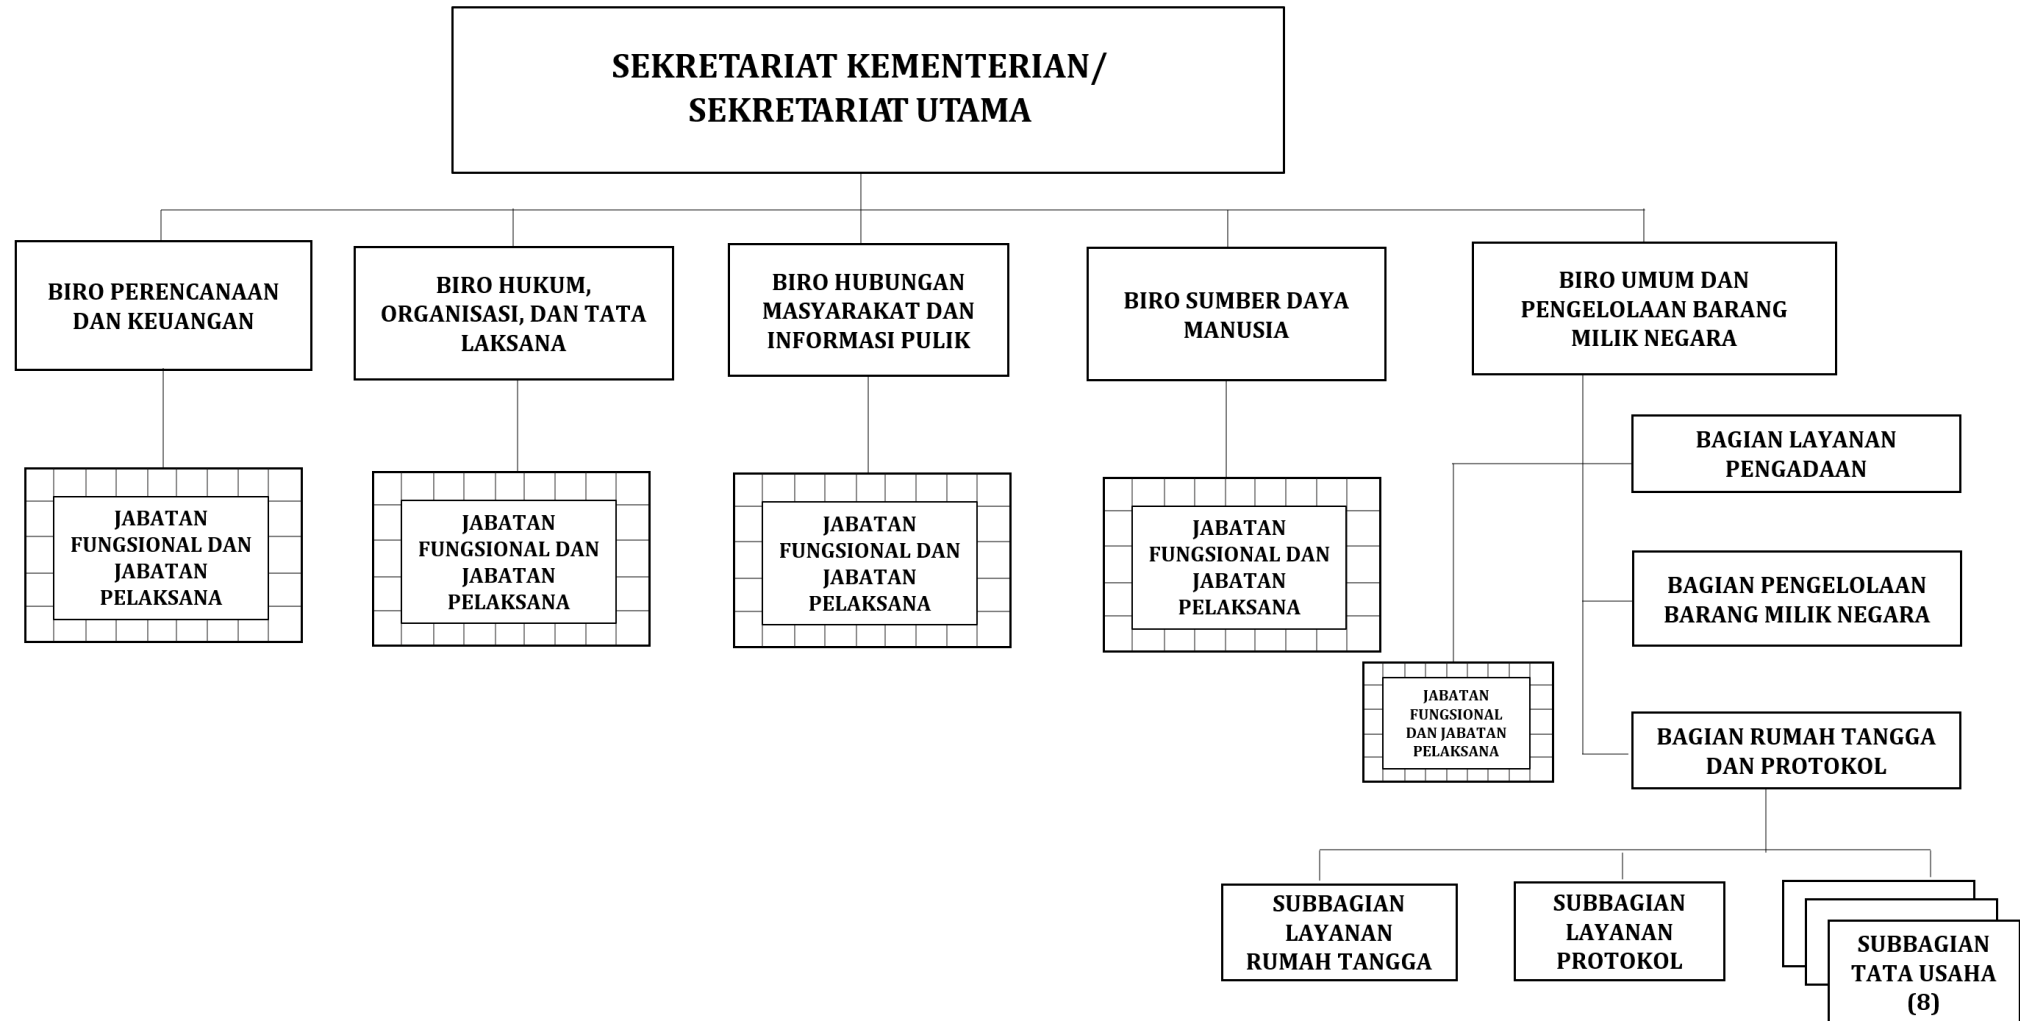 SEKRETARIAT KEMENTERIAN/
SEKRETARIAT UTAMA
BIRO PERENCANAAN
DAN KEUANGAN
BIRO HUKUM,
ORGANISASI, DAN TATA
LAKSANA
BIRO HUBUNGAN
MASYARAKAT DAN
INFORMASI PULIK
BIRO SUMBER DAYA
MANUSIA
BIRO UMUM DAN
PENGELOLAAN BARANG
MILIK NEGARA
JABATAN
FUNGSIONAL DAN
JABATAN
PELAKSANA
JABATAN
FUNGSIONAL DAN
JABATAN
PELAKSANA
JABATAN
FUNGSIONAL DAN
JABATAN
PELAKSANA
JABATAN
FUNGSIONAL DAN
JABATAN
PELAKSANA
BAGIAN LAYANAN
PENGADAAN
BAGIAN PENGELOLAAN
BARANG MILIK NEGARA
JABATAN
FUNGSIONAL
DAN JABATAN
PELAKSANA
BAGIAN RUMAH TANGGA
DAN PROTOKOL
SUBBAGIAN
LAYANAN
RUMAH TANGGA
SUBBAGIAN
LAYANAN
PROTOKOL
SUBBAGIAN
TATA USAHA
(8)